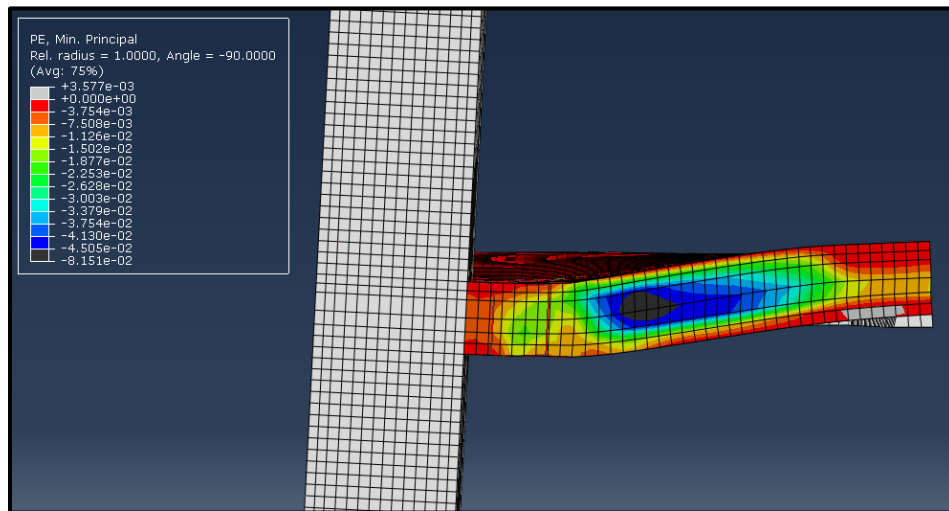 PE, Min. Principal
Rel. radius = 1.0000, Angle = -90.0000
(Avg: 75%)
+3.577e-03
+0.000e+00
-3.754e-03
-7.508e-03
-1.126e-02
-1.502e-02
-1.877e-02
-2.253e-02
-2.628e-02
-3.003e-02
-3.379e-02
-3.754e-02
-4.130e-02
-4.505e-02
-8.151e-02